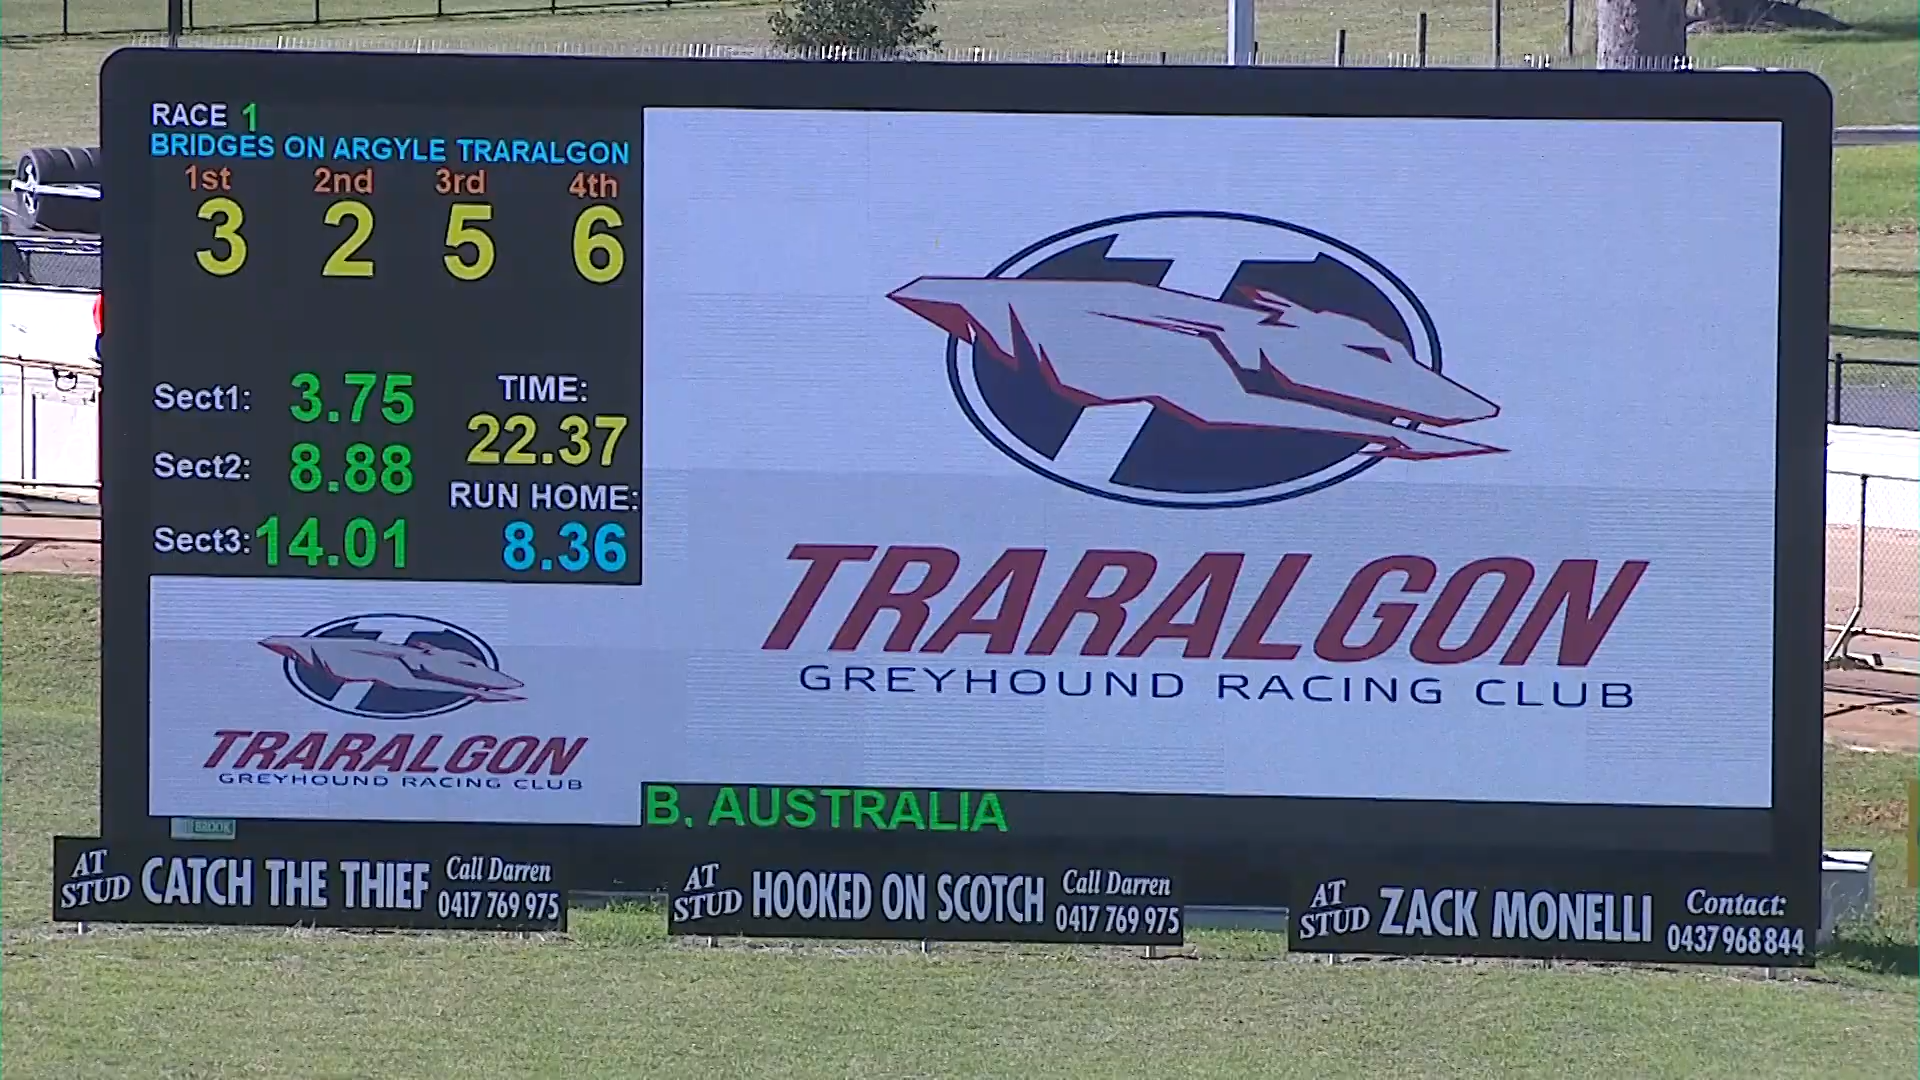 RACE 1
BRIDGES ON ARGYLE TRARALGON
1st 2nd 3rd 4th
3 2 5 6
Sect1: 3.75
Sect2: 8.88
Sect3: 14.01
TIME:
22.37
RUN HOME:
8.36
TRARALGON
GREYHOUND RACING CLUB
TRARALGON
GREYHOUND RACING CLUB
B. AUSTRALIA
BROOK
AT STUD CATCH THE THIEF Call Darren 0417 769 975
AT STUD HOOKED ON SCOTCH Call Darren 0417 769 975
AT STUD ZACK MONELLI Contact: 0437 968 844